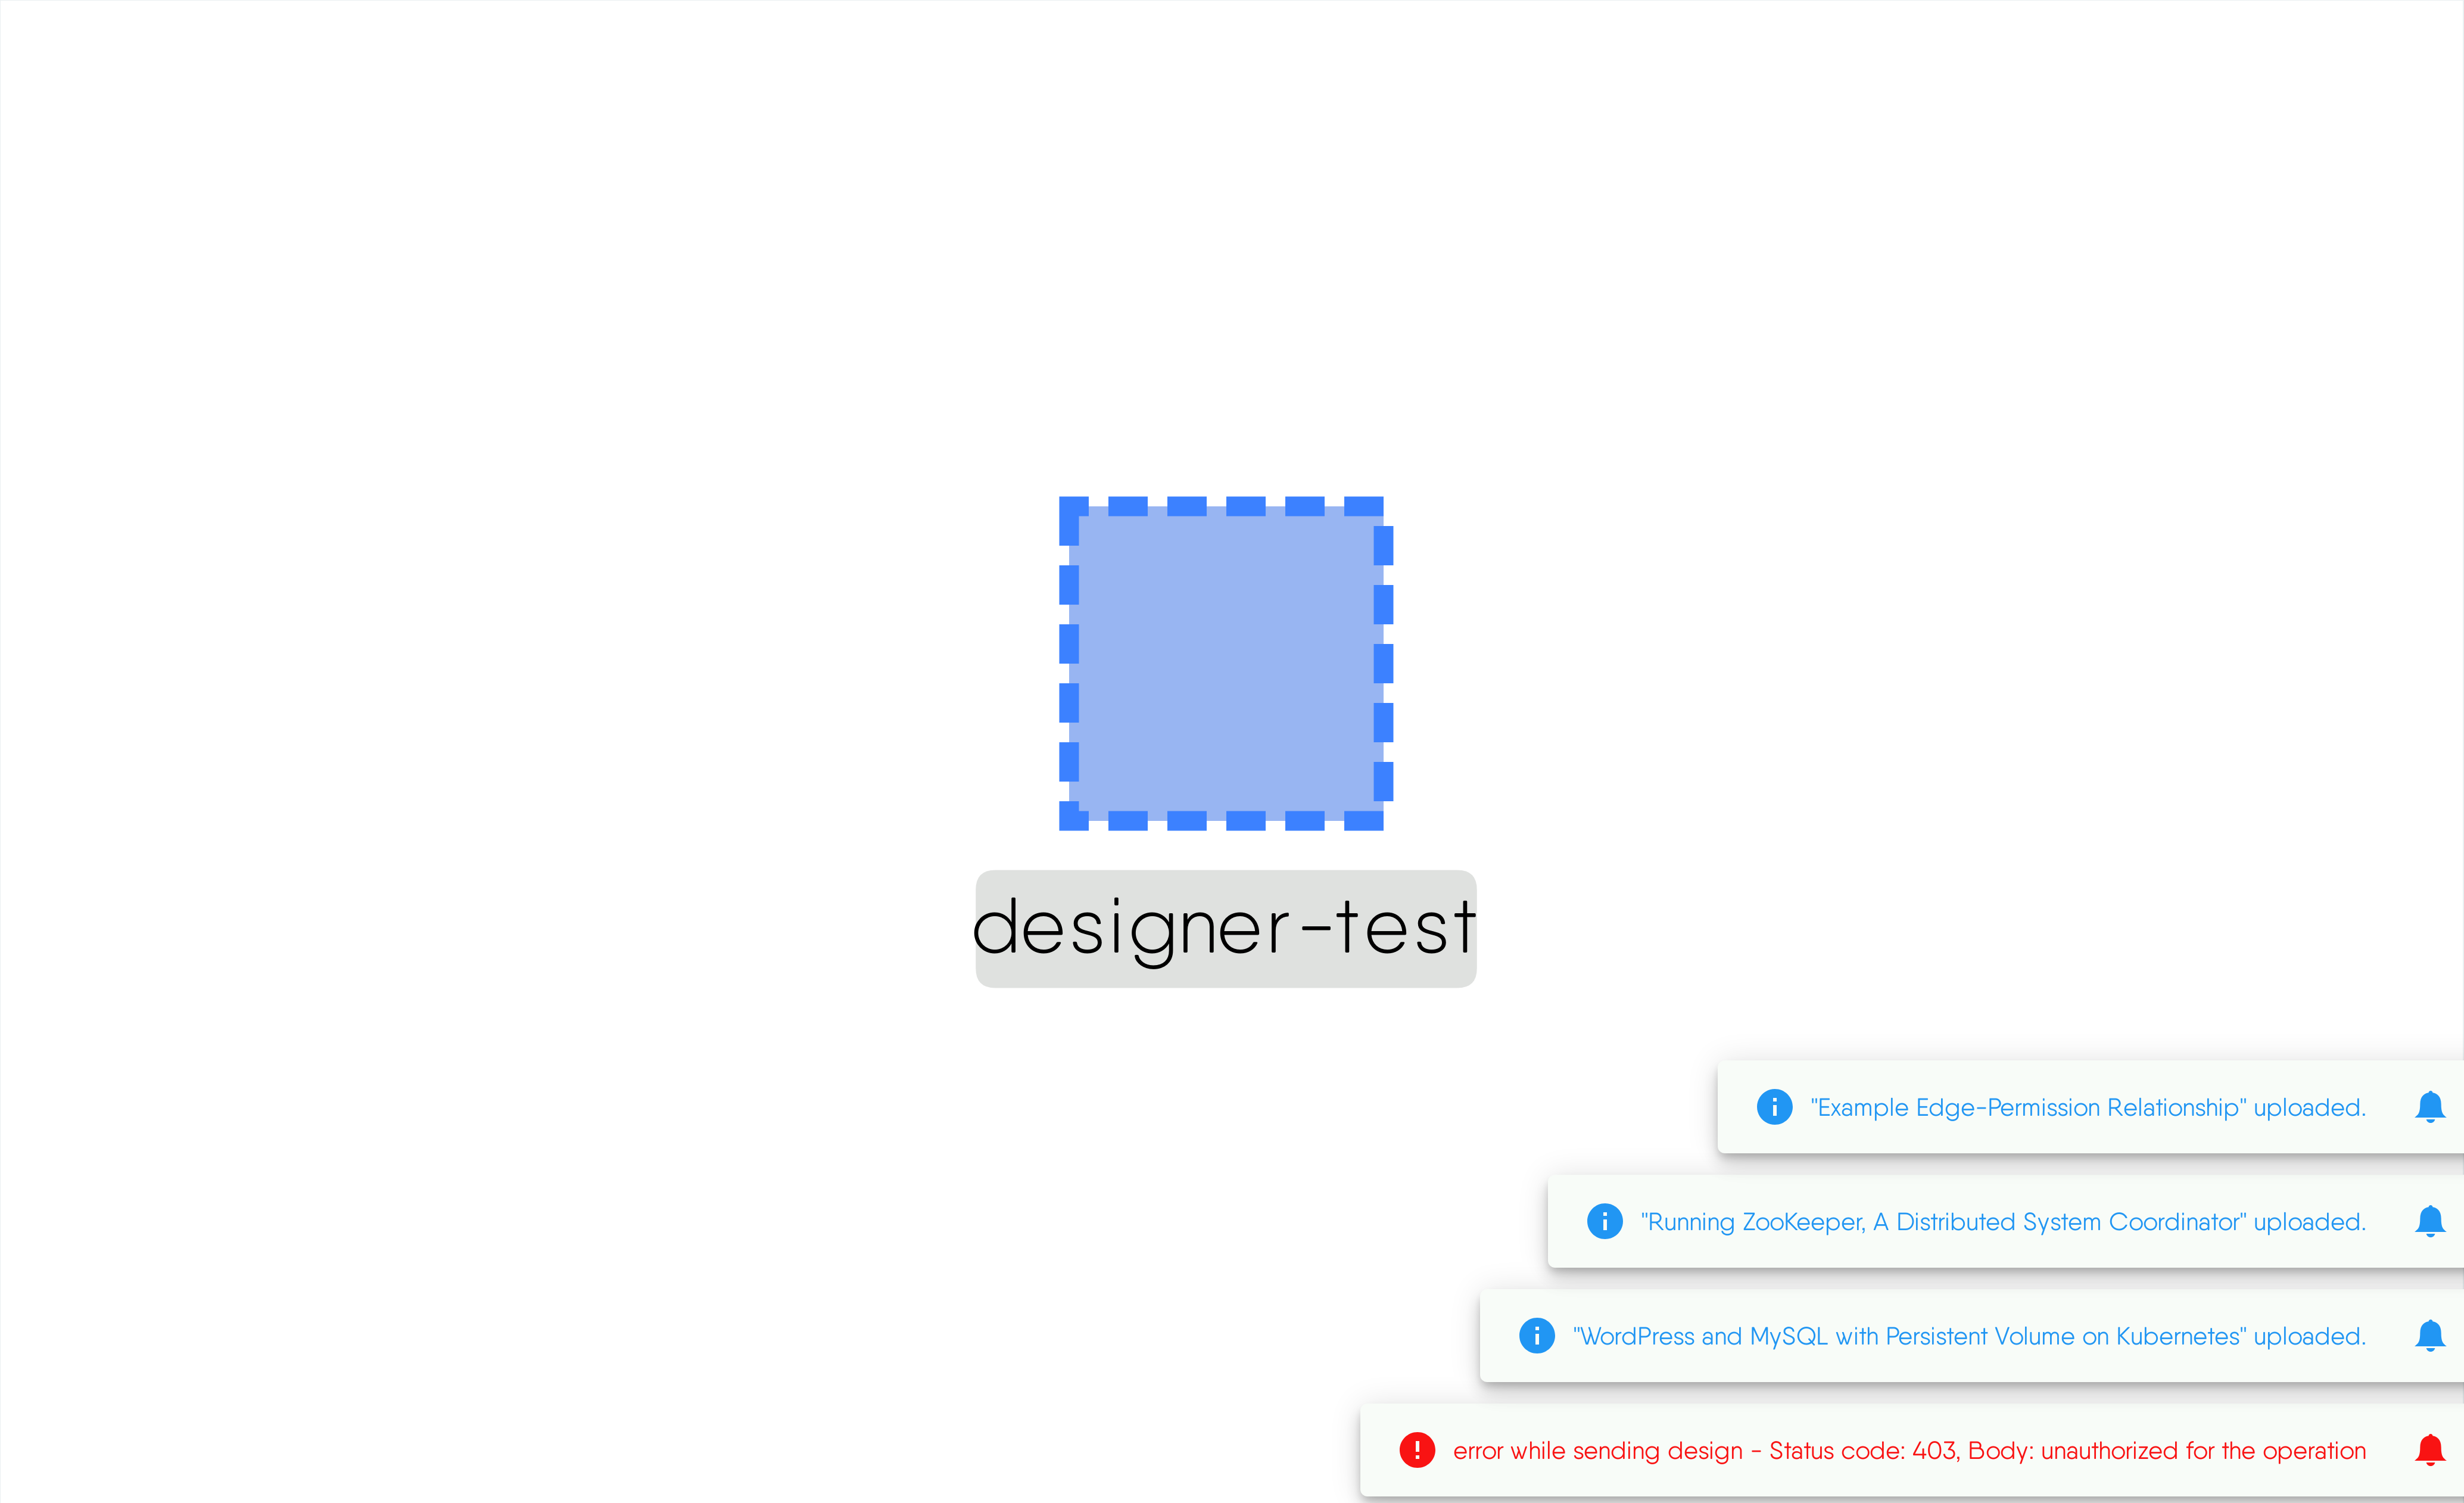 designer-test
"Example Edge-Permission Relationship" uploaded.
"Running ZooKeeper, A Distributed System Coordinator" uploaded.
"WordPress and MySQL with Persistent Volume on Kubernetes" uploaded.
error while sending design - Status code: 403, Body: unauthorized for the operation